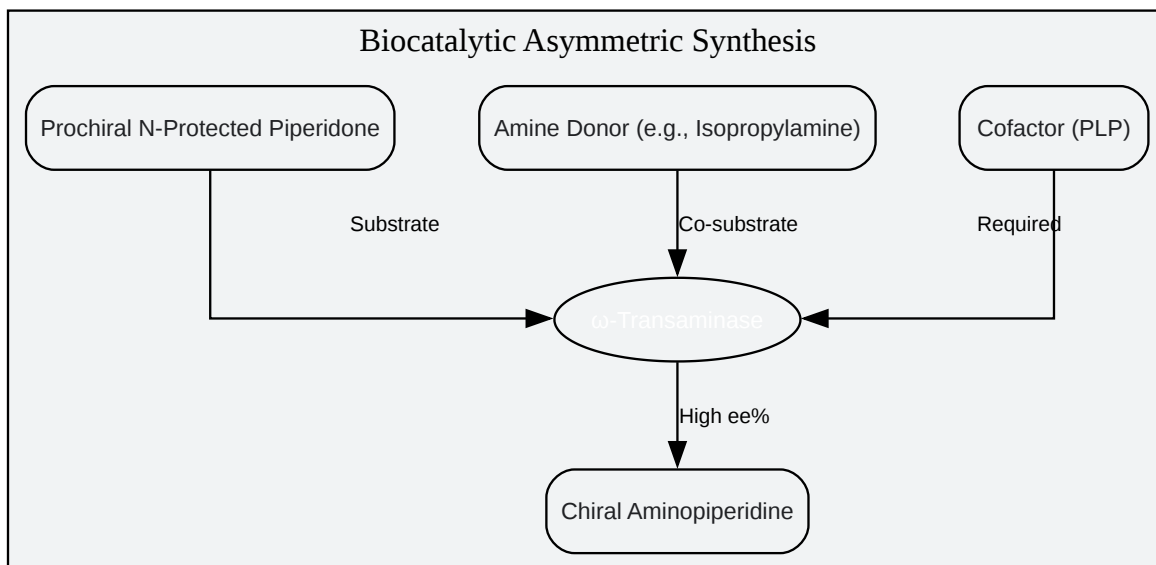 Biocatalytic Asymmetric Synthesis
Prochiral N-Protected Piperidone
Amine Donor (e.g., Isopropylamine)
Cofactor (PLP)
Substrate
Co-substrate
Required
ω-Transaminase
High ee%
Chiral Aminopiperidine